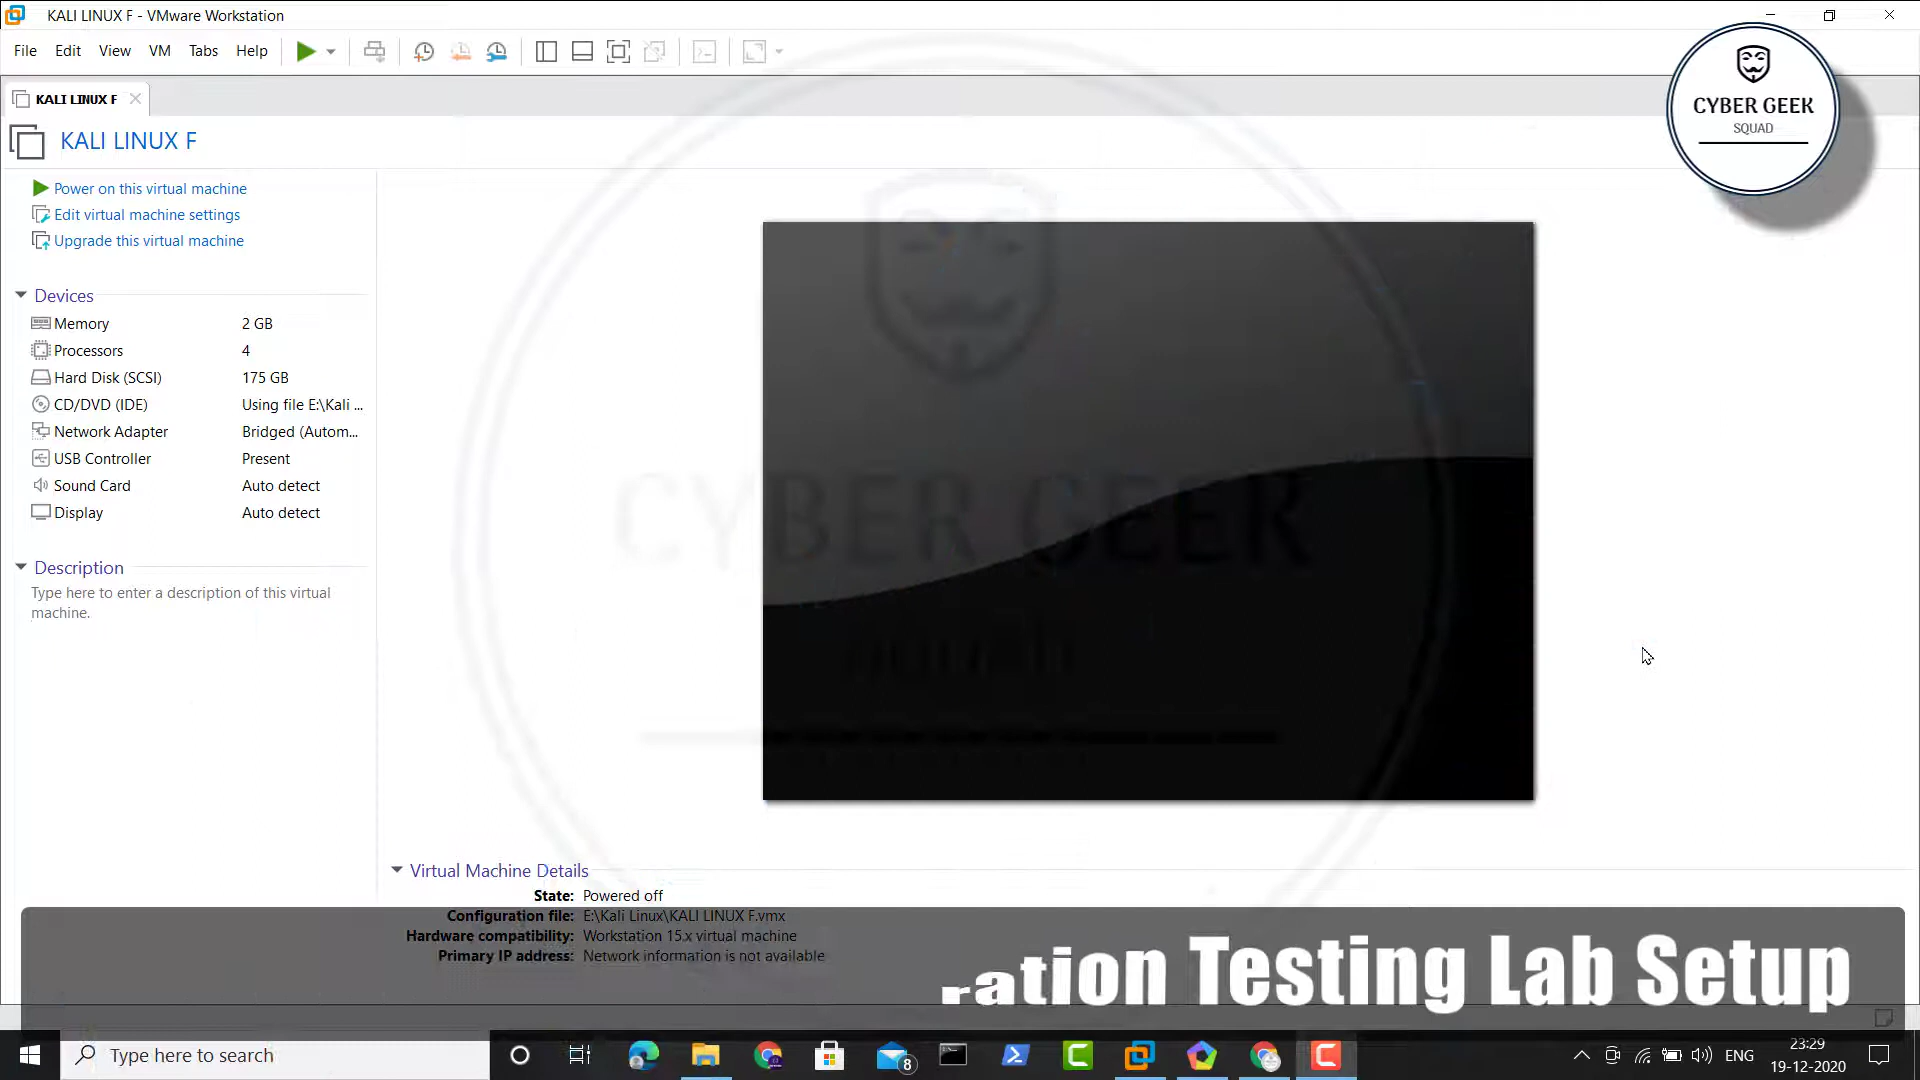 KALI LINUX F - VMware Workstation
File Edit View VM Tabs Help
KALI LINUX F
KALI LINUX F
CYBER GEEK
SQUAD
Power on this virtual machine
Edit virtual machine settings
Upgrade this virtual machine
Devices
Memory 2 GB
Processors 4
Hard Disk (SCSI) 175 GB
CD/DVD (IDE) Using file E:\Kali ...
Network Adapter Bridged (Autom...
USB Controller Present
Sound Card Auto detect
Display Auto detect
CYBER GEEK
Description
Type here to enter a description of this virtual
machine.
Virtual Machine Details
State: Powered off
Configuration file: E:\Kali Linux\KALI LINUX F.vmx
Hardware compatibility: Workstation 15.x virtual machine
Primary IP address: Network information is not available
ration Testing Lab Setup
Type here to search
8
ENG
23:29
19-12-2020